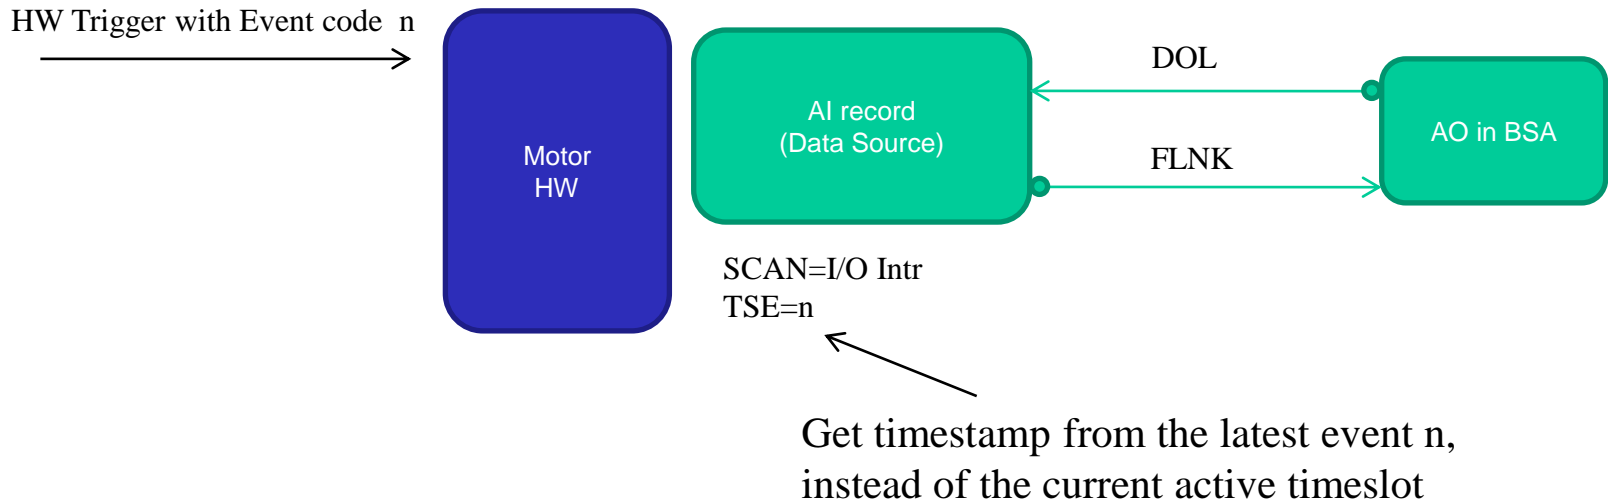 HW Trigger with Event code n
Motor
HW
AI record
(Data Source)
DOL
FLNK
AO in BSA
SCAN=I/O Intr
TSE=n
Get timestamp from the latest event n,
instead of the current active timeslot